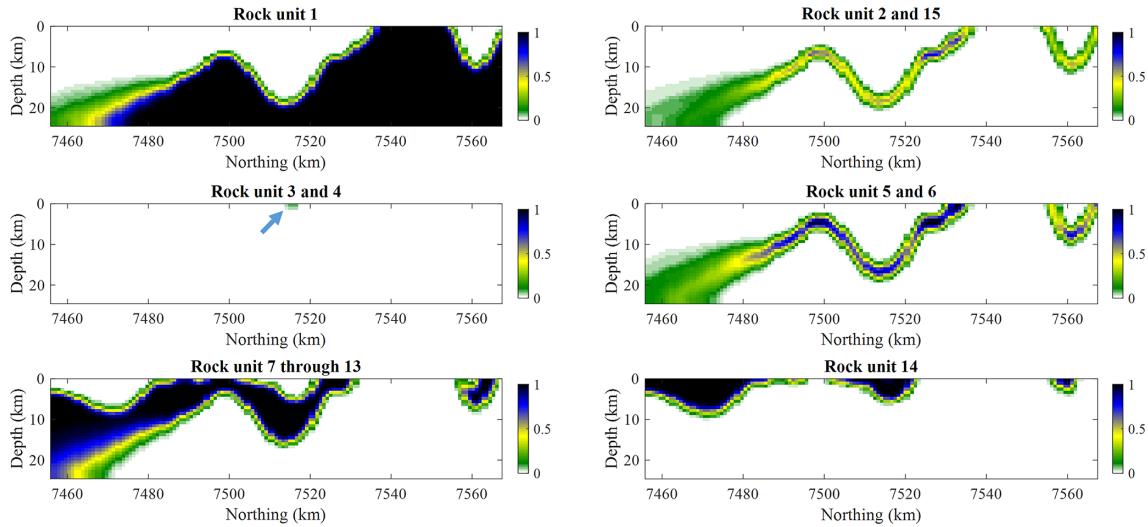 Rock unit 1
0
10
20
Depth (km)
7460 7480 7500 7520 7540 7560
Northing (km)
1
0.5
0
Rock unit 2 and 15
0
10
20
Depth (km)
7460 7480 7500 7520 7540 7560
Northing (km)
1
0.5
0
Rock unit 3 and 4
0
10
20
Depth (km)
7460 7480 7500 7520 7540 7560
Northing (km)
1
0.5
0
Rock unit 5 and 6
0
10
20
Depth (km)
7460 7480 7500 7520 7540 7560
Northing (km)
1
0.5
0
Rock unit 7 through 13
0
10
20
Depth (km)
7460 7480 7500 7520 7540 7560
Northing (km)
1
0.5
0
Rock unit 14
0
10
20
Depth (km)
7460 7480 7500 7520 7540 7560
Northing (km)
1
0.5
0